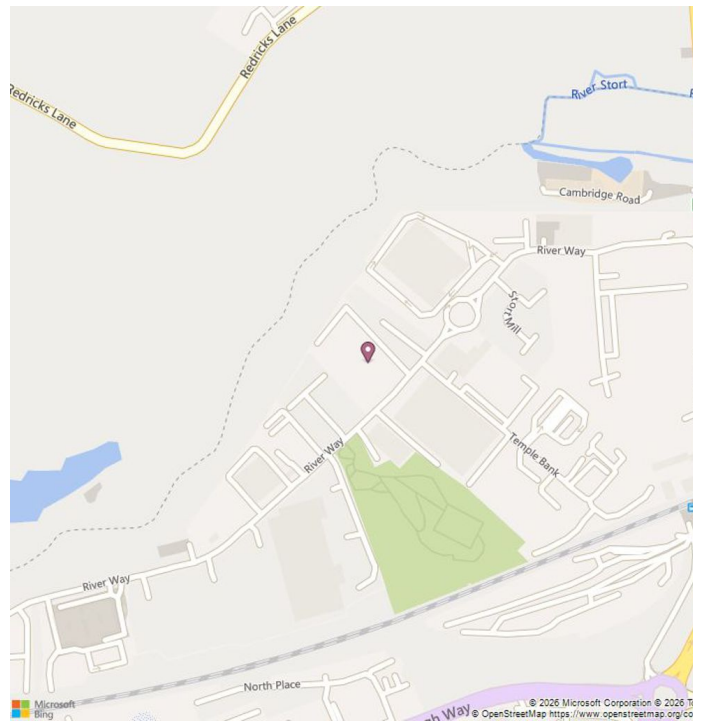 Redricks Lane
Redricks Lane
River Stort
Cambridge Road
River Way
Stort Mill
River Way
Temple Bank
River Way
North Place
Way
Microsoft
Bing
© 2026 Microsoft Corporation © 2026
© OpenStreetMap https://www.openstreetmap.org/co